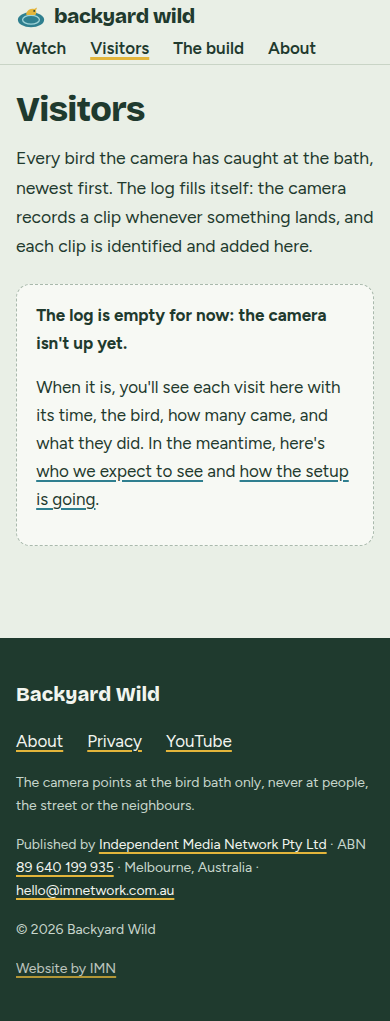 backyard wild
Watch Visitors The build About
Visitors
Every bird the camera has caught at the bath,
newest first. The log fills itself: the camera
records a clip whenever something lands, and
each clip is identified and added here.
The log is empty for now: the camera
isn't up yet.
When it is, you'll see each visit here with
its time, the bird, how many came, and
what they did. In the meantime, here's
who we expect to see and how the setup
is going.
Backyard Wild
About Privacy YouTube
The camera points at the bird bath only, never at people,
the street or the neighbours.
Published by Independent Media Network Pty Ltd · ABN
89 640 199 935 · Melbourne, Australia ·
hello@imnetwork.com.au
© 2026 Backyard Wild
Website by IMN